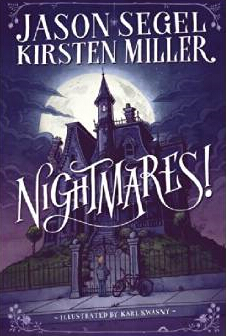 JASON SEGEL
KIRSTEN MILLER
NIGHTMARES!
ILLUSTRATED BY KARL KWASNY